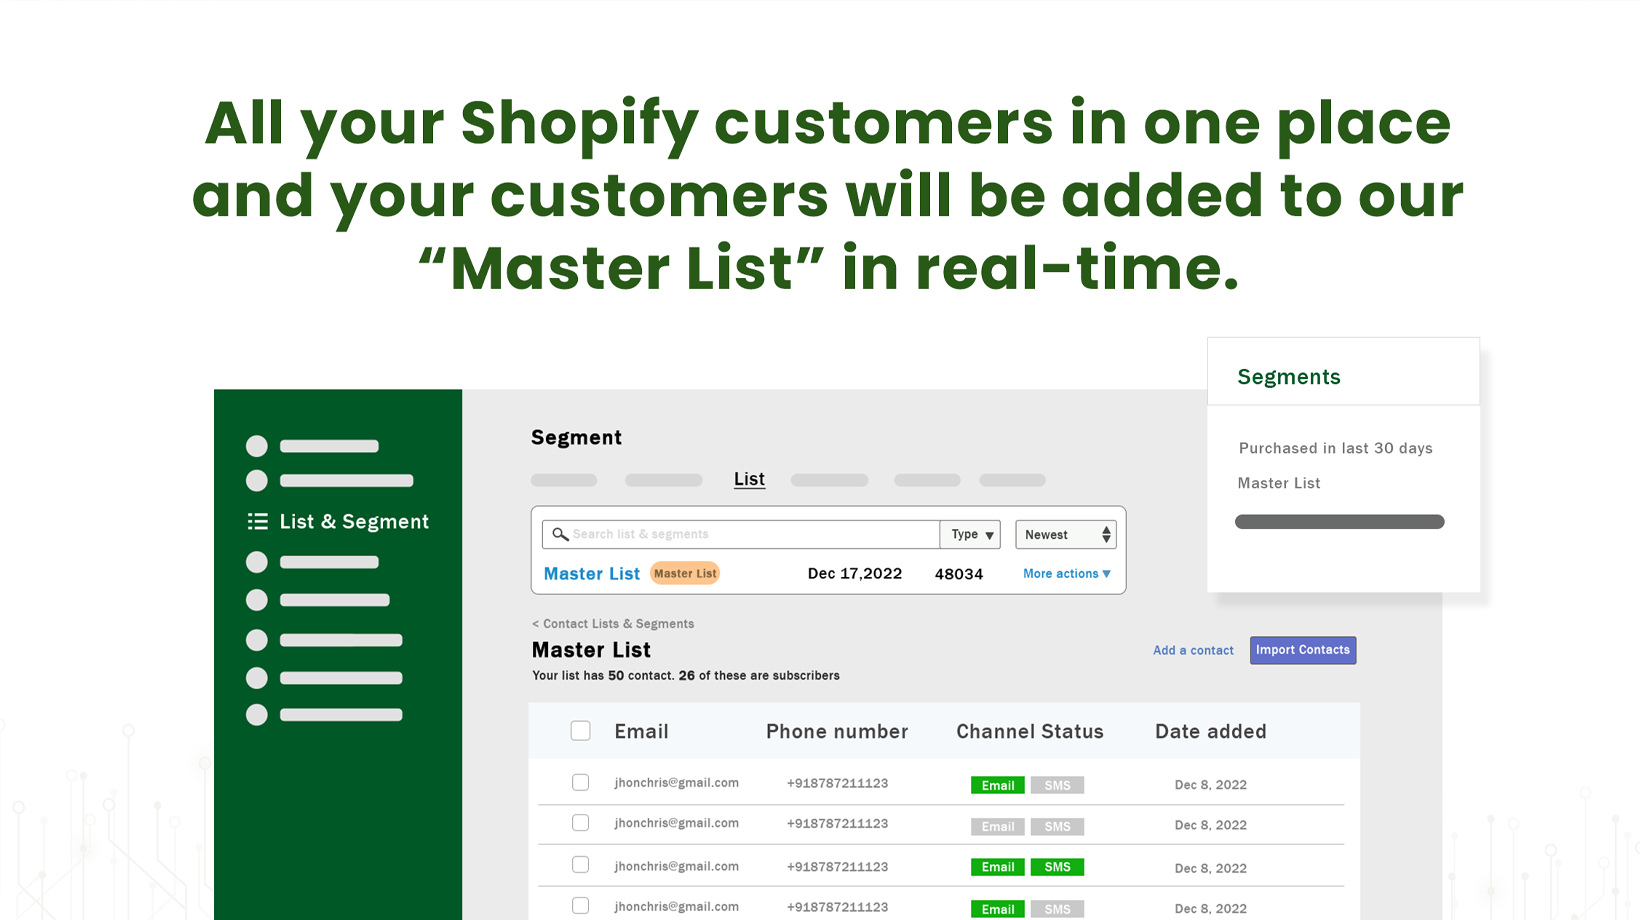 All your Shopify customers in one place
and your customers will be added to our
“Master List” in real-time.
Segments
Purchased in last 30 days
Master List
List & Segment
Segment
List
Search list & segments
Type
Newest
Master List Master List Dec 17,2022 48034 More actions
< Contact Lists & Segments
Master List
Your list has 50 contact. 26 of these are subscribers
Add a contact Import Contacts
Email Phone number Channel Status Date added
jhonchris@gmail.com +918787211123 Email SMS Dec 8, 2022
jhonchris@gmail.com +918787211123 Email SMS Dec 8, 2022
jhonchris@gmail.com +918787211123 Email SMS Dec 8, 2022
jhonchris@gmail.com +918787211123 Email SMS Dec 8, 2022